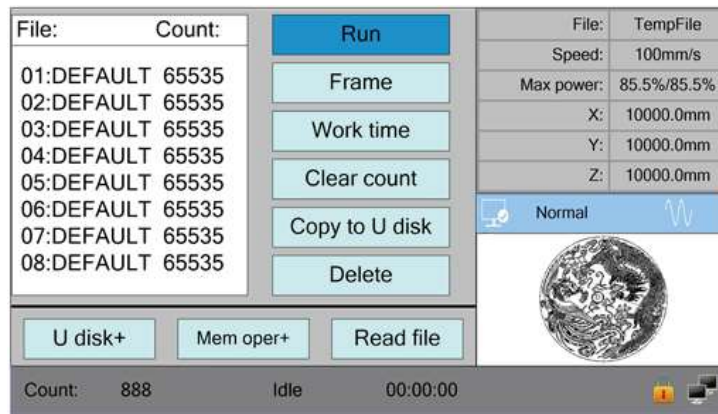 File: Count:
01:DEFAULT 65535
02:DEFAULT 65535
03:DEFAULT 65535
04:DEFAULT 65535
05:DEFAULT 65535
06:DEFAULT 65535
07:DEFAULT 65535
08:DEFAULT 65535
Run
Frame
Work time
Clear count
Copy to U disk
Delete
U disk+ Mem oper+ Read file
File: TempFile
Speed: 100mm/s
Max power: 85.5%/85.5%
X: 10000.0mm
Y: 10000.0mm
Z: 10000.0mm
Normal
Count: 888 Idle 00:00:00